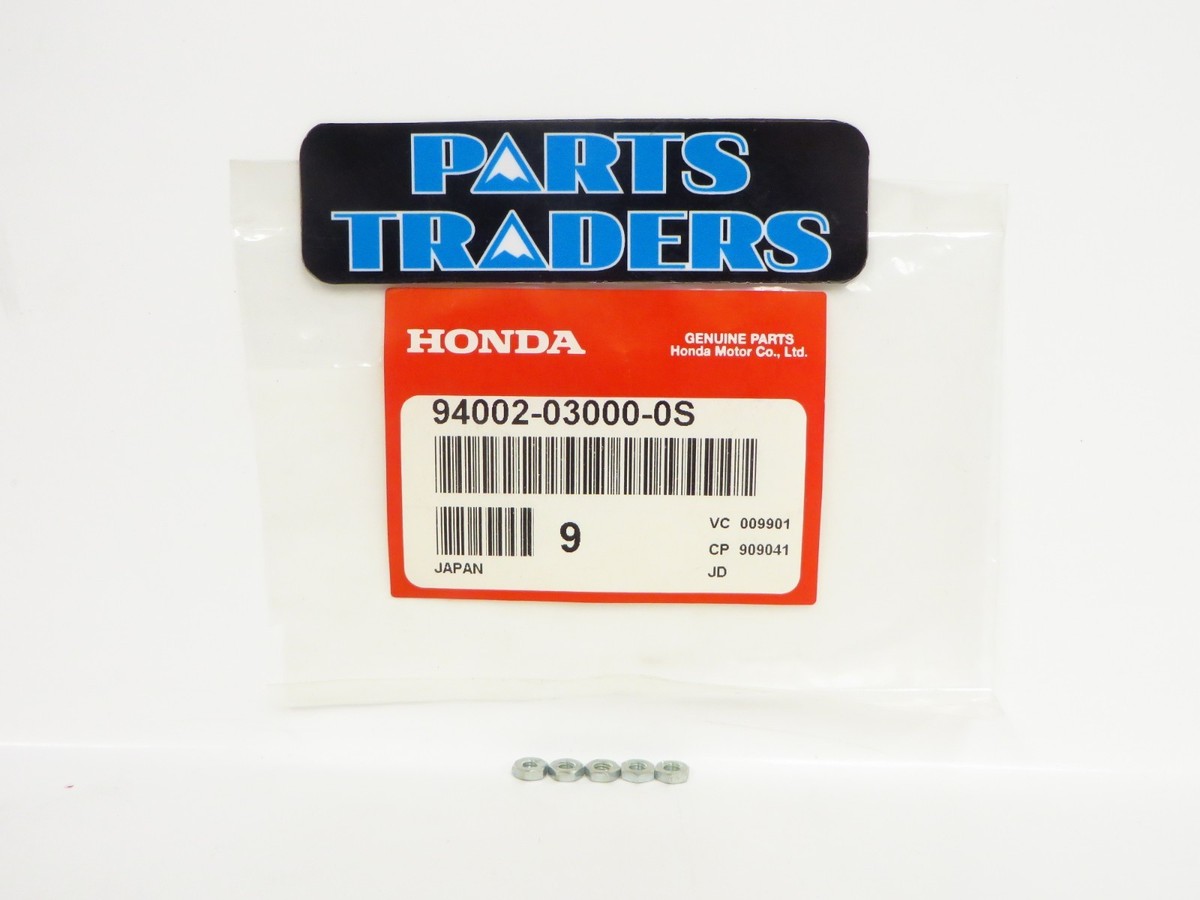 PARTS
TRADERS
HONDA
GENUINE PARTS
Honda Motor Co., Ltd.
94002-03000-0S
9
VC 009901
CP 909041
JAPAN
JD